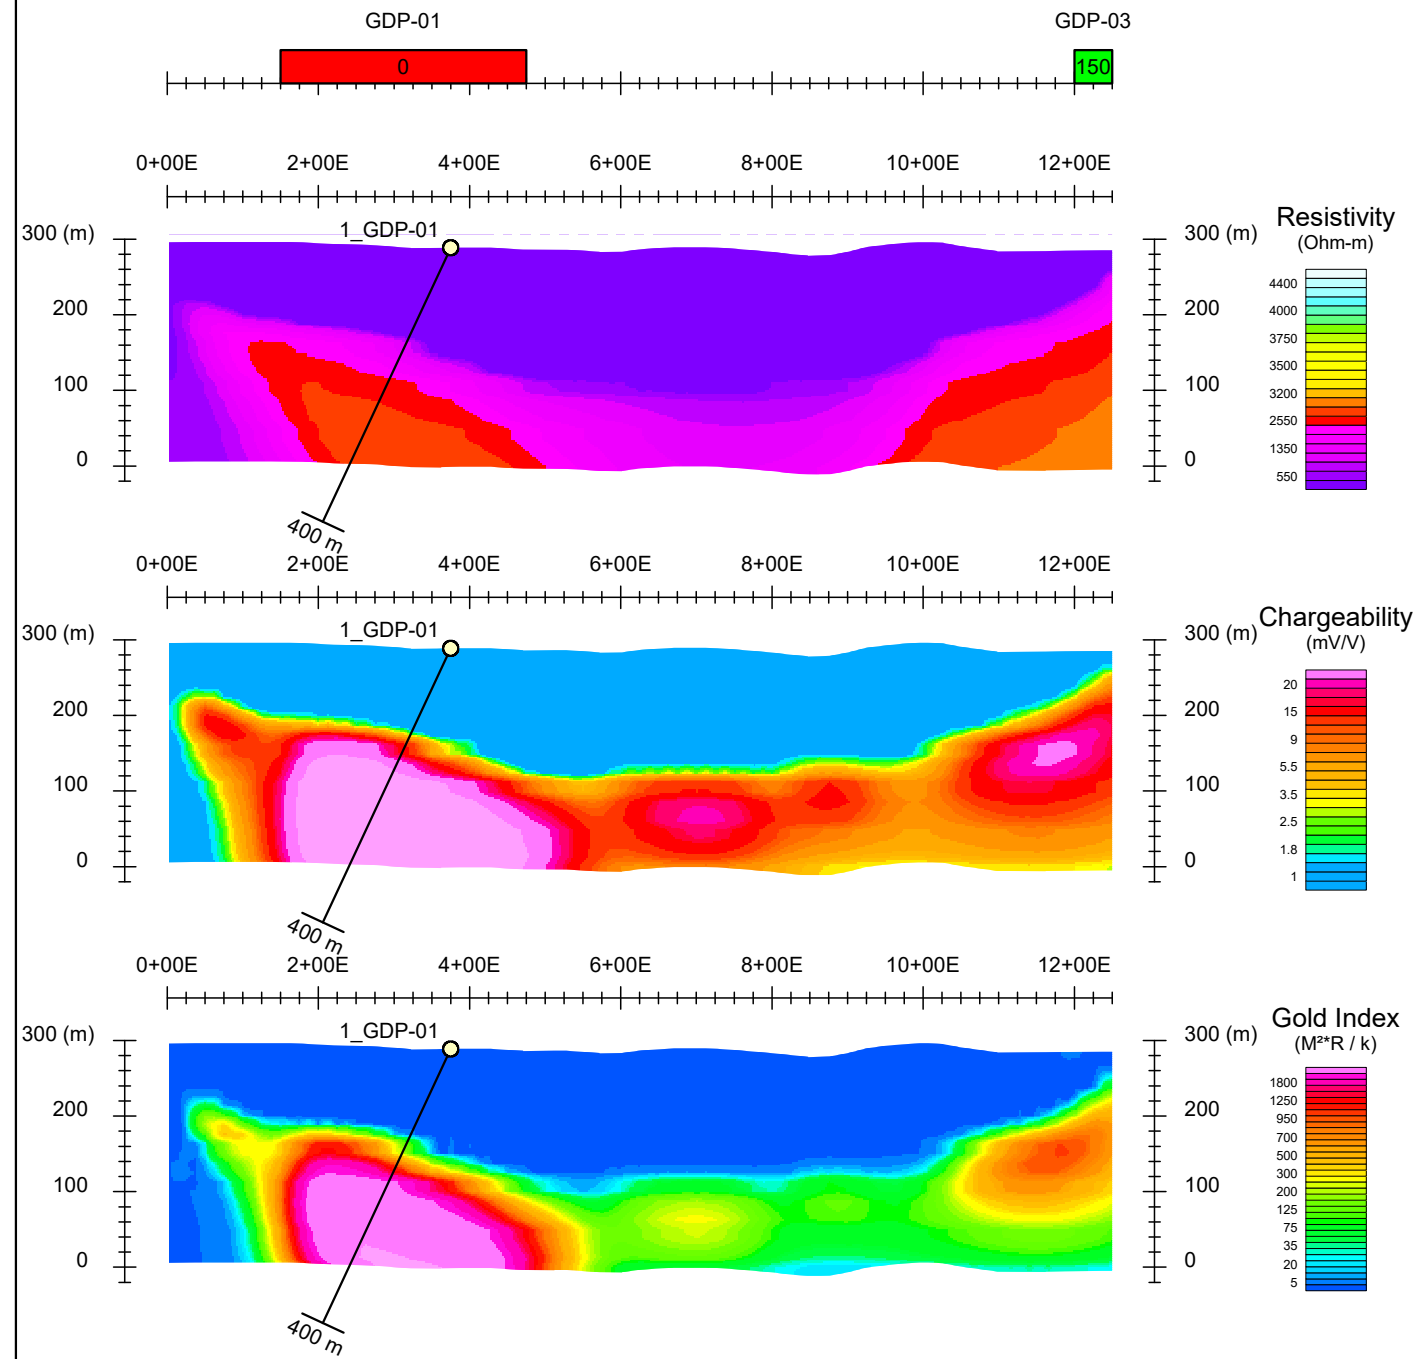 GDP-01 GDP-03
0 150
0+00E 2+00E 4+00E 6+00E 8+00E 10+00E 12+00E
1_GDP-01
300 (m) 300 (m)
200 200
100 100
0 0
400 m
Resistivity
(Ohm-m)
4400
4000
3750
3500
3200
2550
1350
550
0+00E 2+00E 4+00E 6+00E 8+00E 10+00E 12+00E
1_GDP-01
300 (m) 300 (m)
200 200
100 100
0 0
400 m
Chargeability
(mV/V)
20
15
9
5.5
3.5
2.5
1.8
1
0+00E 2+00E 4+00E 6+00E 8+00E 10+00E 12+00E
1_GDP-01
300 (m) 300 (m)
200 200
100 100
0 0
400 m
Gold Index
(M²*R / k)
1800
1250
950
700
500
300
200
125
75
35
20
5